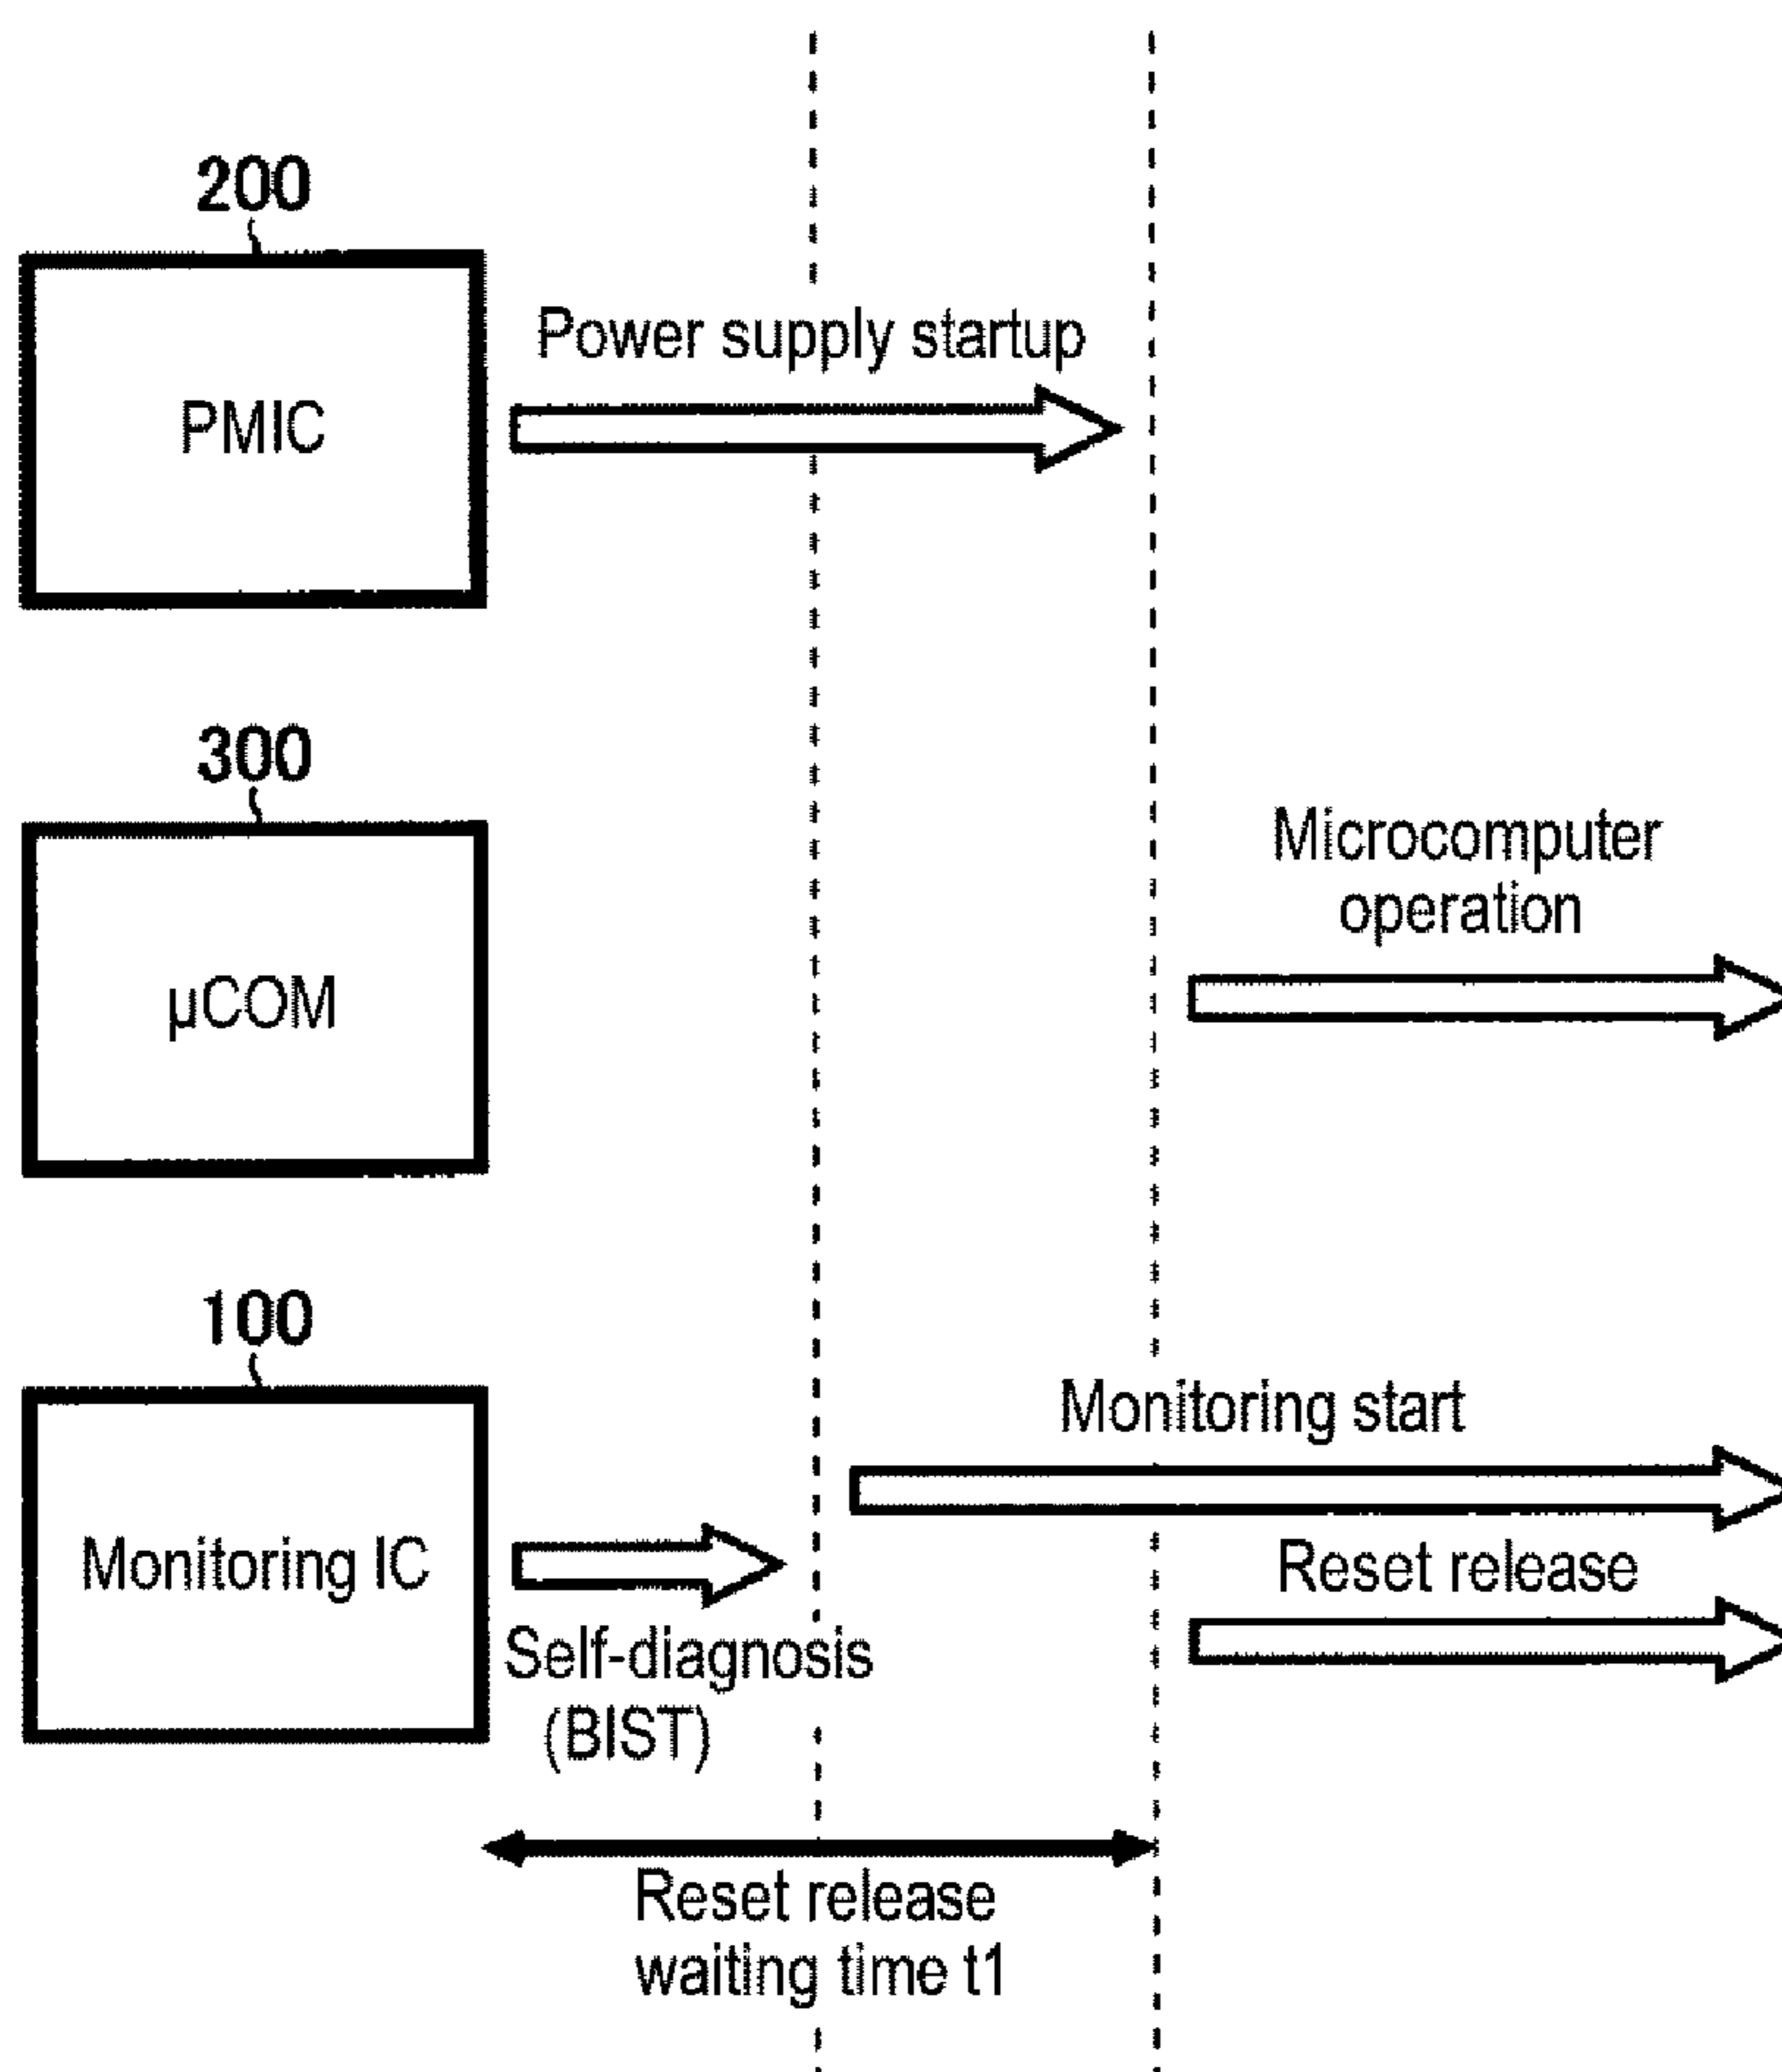 200
Power supply startup
PMIC
300
Microcomputer
operation
µCOM
100
Monitoring start
Monitoring IC
Reset release
Self-diagnosis
(BIST)
Reset release
waiting time t1